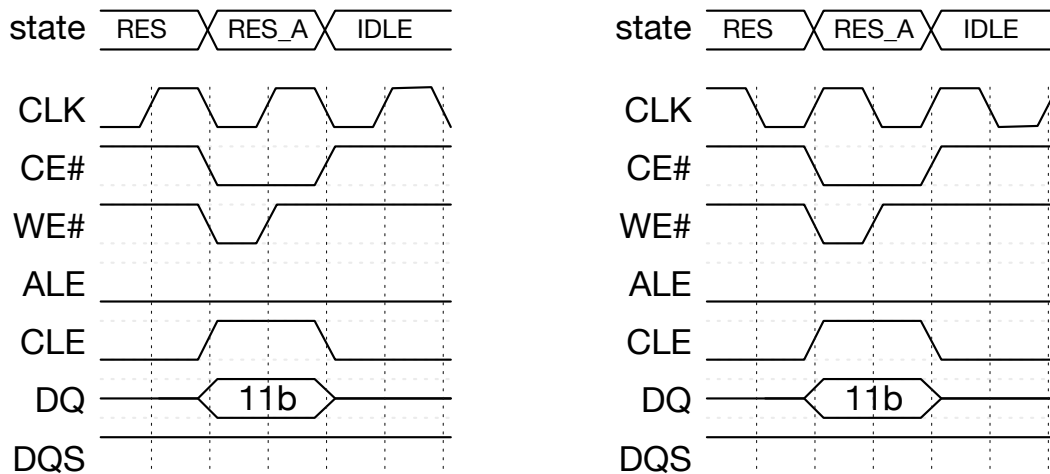 state RES RES_A IDLE
CLK
CE#
WE#
ALE
CLE
DQ 11b
DQS
state RES RES_A IDLE
CLK
CE#
WE#
ALE
CLE
DQ 11b
DQS